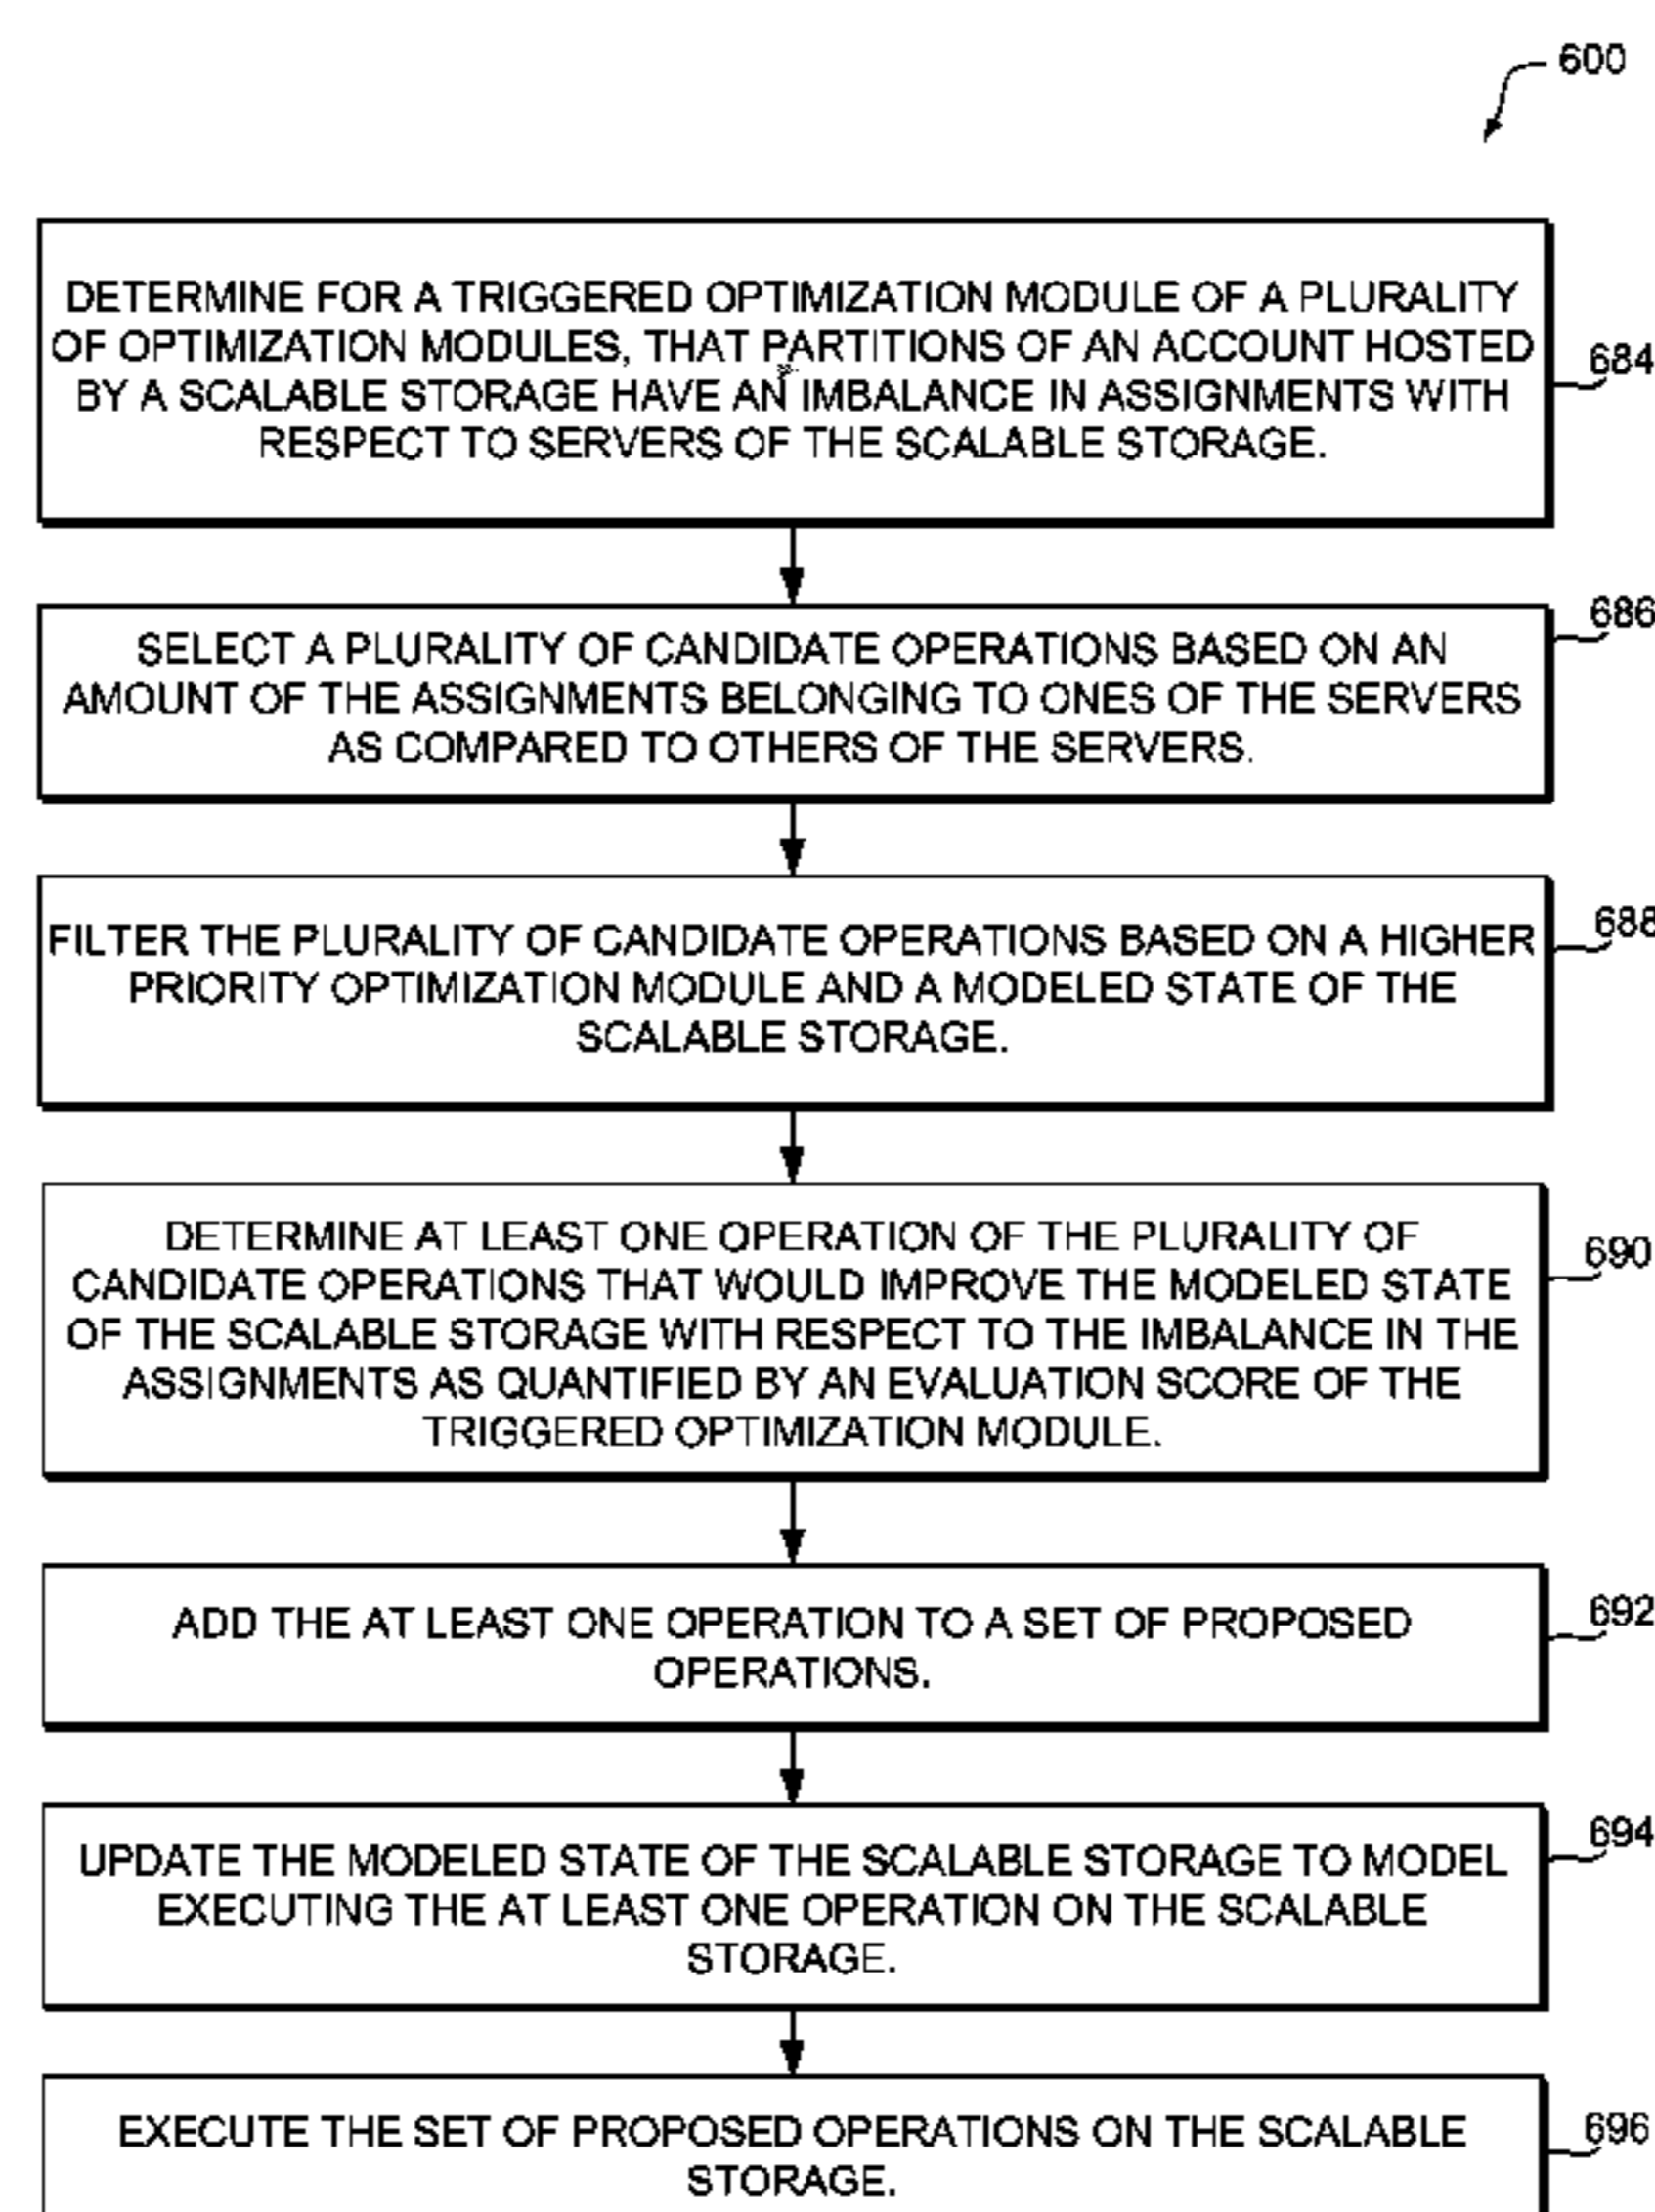 600
DETERMINE FOR A TRIGGERED OPTIMIZATION MODULE OF A PLURALITY
OF OPTIMIZATION MODULES, THAT PARTITIONS OF AN ACCOUNT HOSTED
BY A SCALABLE STORAGE HAVE AN IMBALANCE IN ASSIGNMENTS WITH
RESPECT TO SERVERS OF THE SCALABLE STORAGE.
684
SELECT A PLURALITY OF CANDIDATE OPERATIONS BASED ON AN
AMOUNT OF THE ASSIGNMENTS BELONGING TO ONES OF THE SERVERS
AS COMPARED TO OTHERS OF THE SERVERS.
686
FILTER THE PLURALITY OF CANDIDATE OPERATIONS BASED ON A HIGHER
PRIORITY OPTIMIZATION MODULE AND A MODELED STATE OF THE
SCALABLE STORAGE.
688
DETERMINE AT LEAST ONE OPERATION OF THE PLURALITY OF
CANDIDATE OPERATIONS THAT WOULD IMPROVE THE MODELED STATE
OF THE SCALABLE STORAGE WITH RESPECT TO THE IMBALANCE IN THE
ASSIGNMENTS AS QUANTIFIED BY AN EVALUATION SCORE OF THE
TRIGGERED OPTIMIZATION MODULE.
690
ADD THE AT LEAST ONE OPERATION TO A SET OF PROPOSED
OPERATIONS.
692
UPDATE THE MODELED STATE OF THE SCALABLE STORAGE TO MODEL
EXECUTING THE AT LEAST ONE OPERATION ON THE SCALABLE
STORAGE.
694
EXECUTE THE SET OF PROPOSED OPERATIONS ON THE SCALABLE
STORAGE.
696